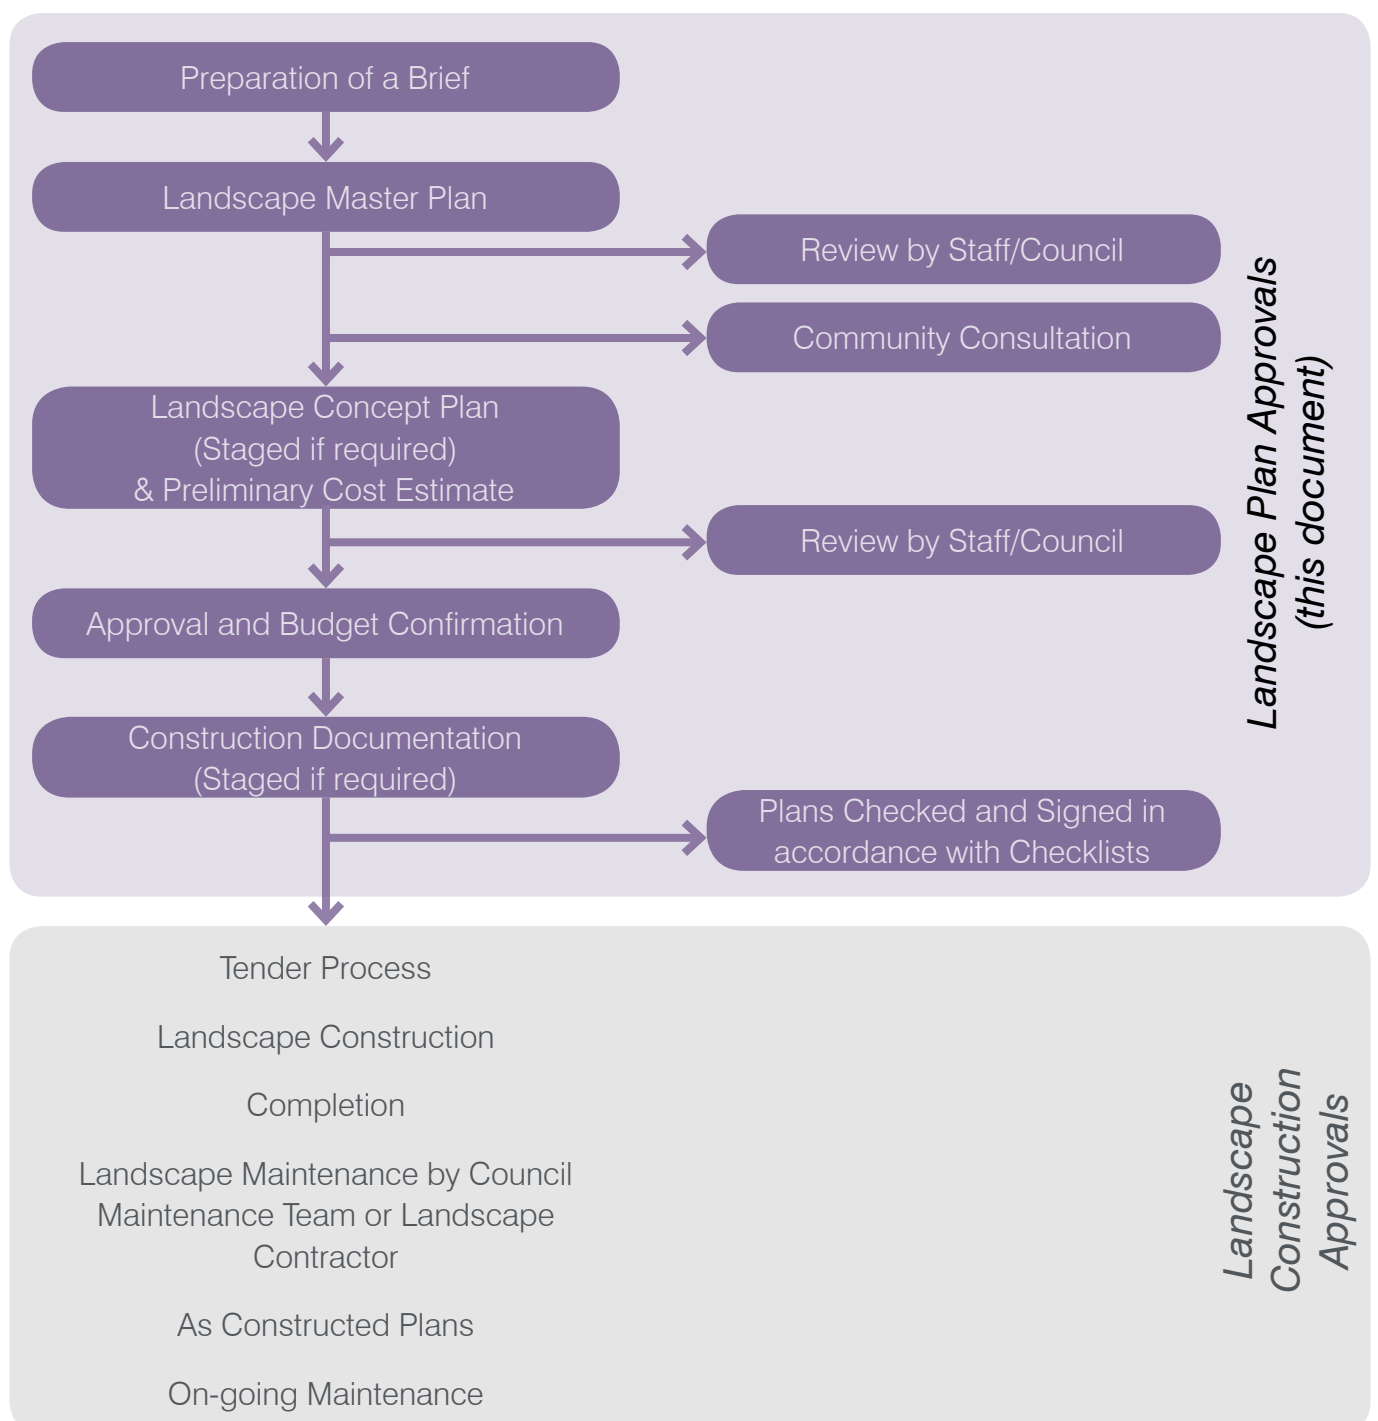 Preparation of a Brief
Landscape Master Plan
Review by Staff/Council
Community Consultation
Landscape Concept Plan
(Staged if required)
& Preliminary Cost Estimate
Review by Staff/Council
Approval and Budget Confirmation
Construction Documentation
(Staged if required)
Plans Checked and Signed in
accordance with Checklists
Landscape Plan Approvals
(this document)
Tender Process
Landscape Construction
Completion
Landscape Maintenance by Council
Maintenance Team or Landscape
Contractor
As Constructed Plans
On-going Maintenance
Landscape
Construction
Approvals